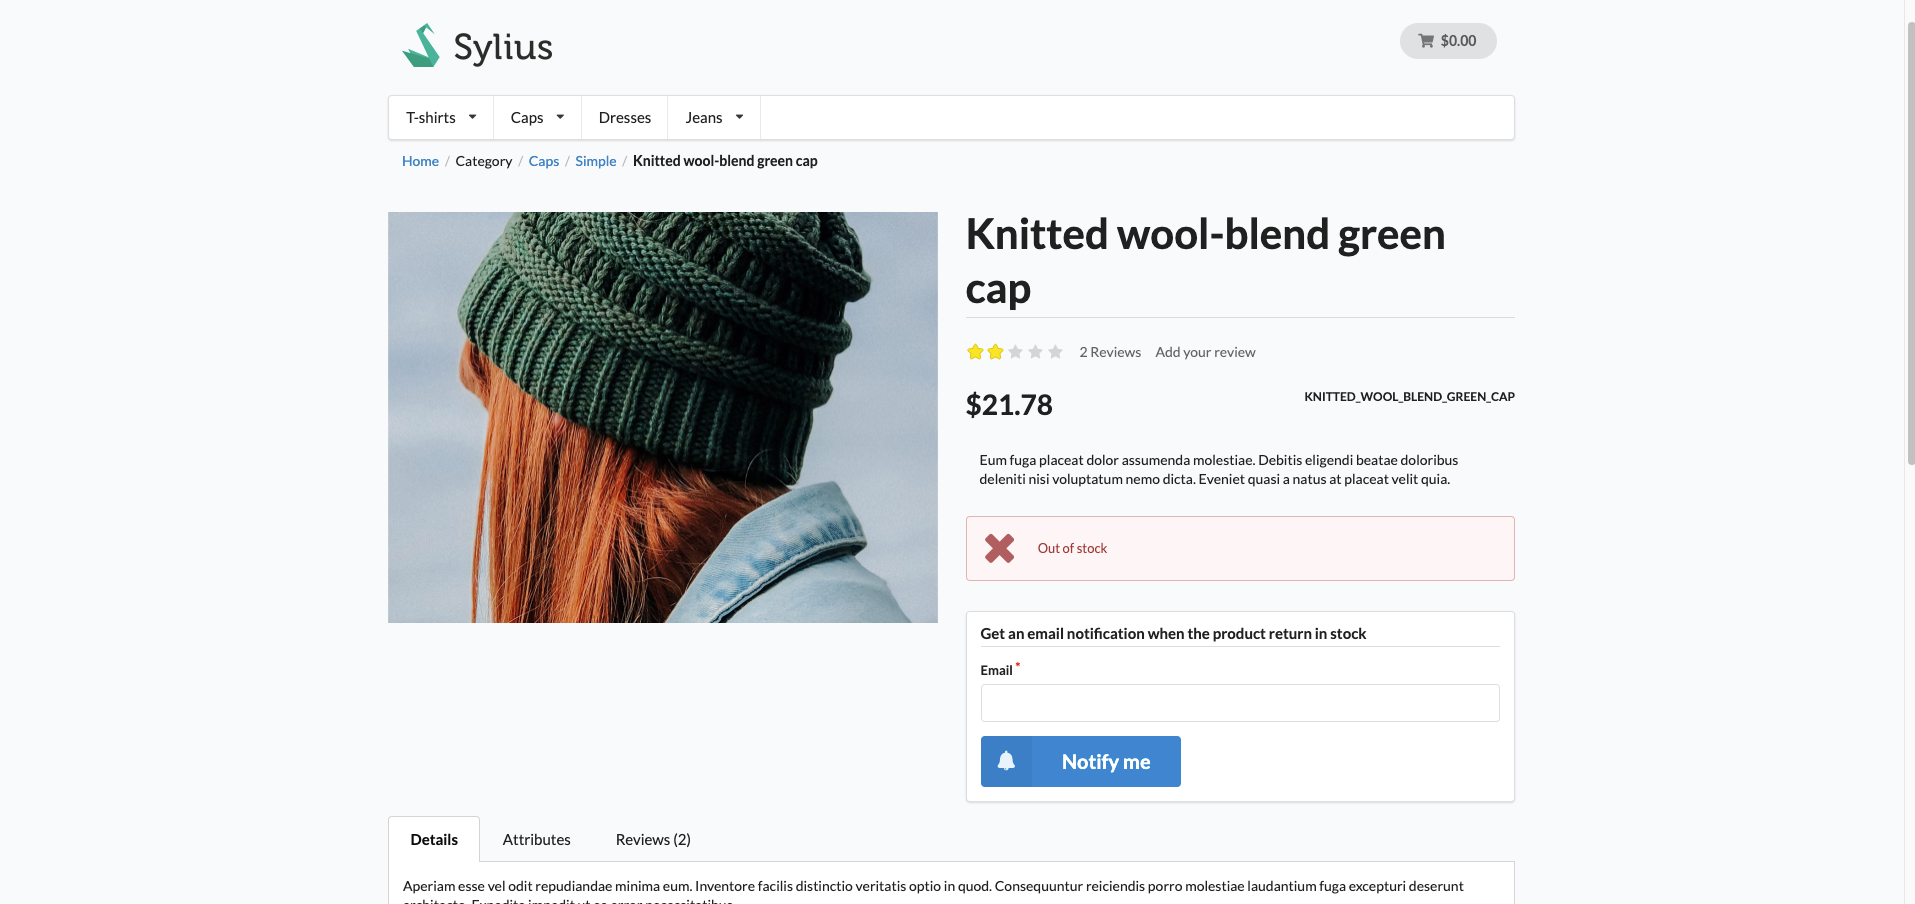 Sylius
$0.00
T-shirts Caps Dresses Jeans
Home / Category / Caps / Simple / Knitted wool-blend green cap
Knitted wool-blend green
cap
2 Reviews Add your review
$21.78
KNITTED_WOOL_BLEND_GREEN_CAP
Eum fuga placeat dolor assumenda molestiae. Debitis eligendi beatae doloribus
deleniti nisi voluptatum nemo dicta. Eveniet quasi a natus at placeat velit quia.
Out of stock
Get an email notification when the product return in stock
Email *
Notify me
Details Attributes Reviews (2)
Aperiam esse vel odit repudiandae minima eum. Inventore facilis distinctio veritatis optio in quod. Consequuntur reiciendis porro molestiae laudantium fuga excepturi deserunt